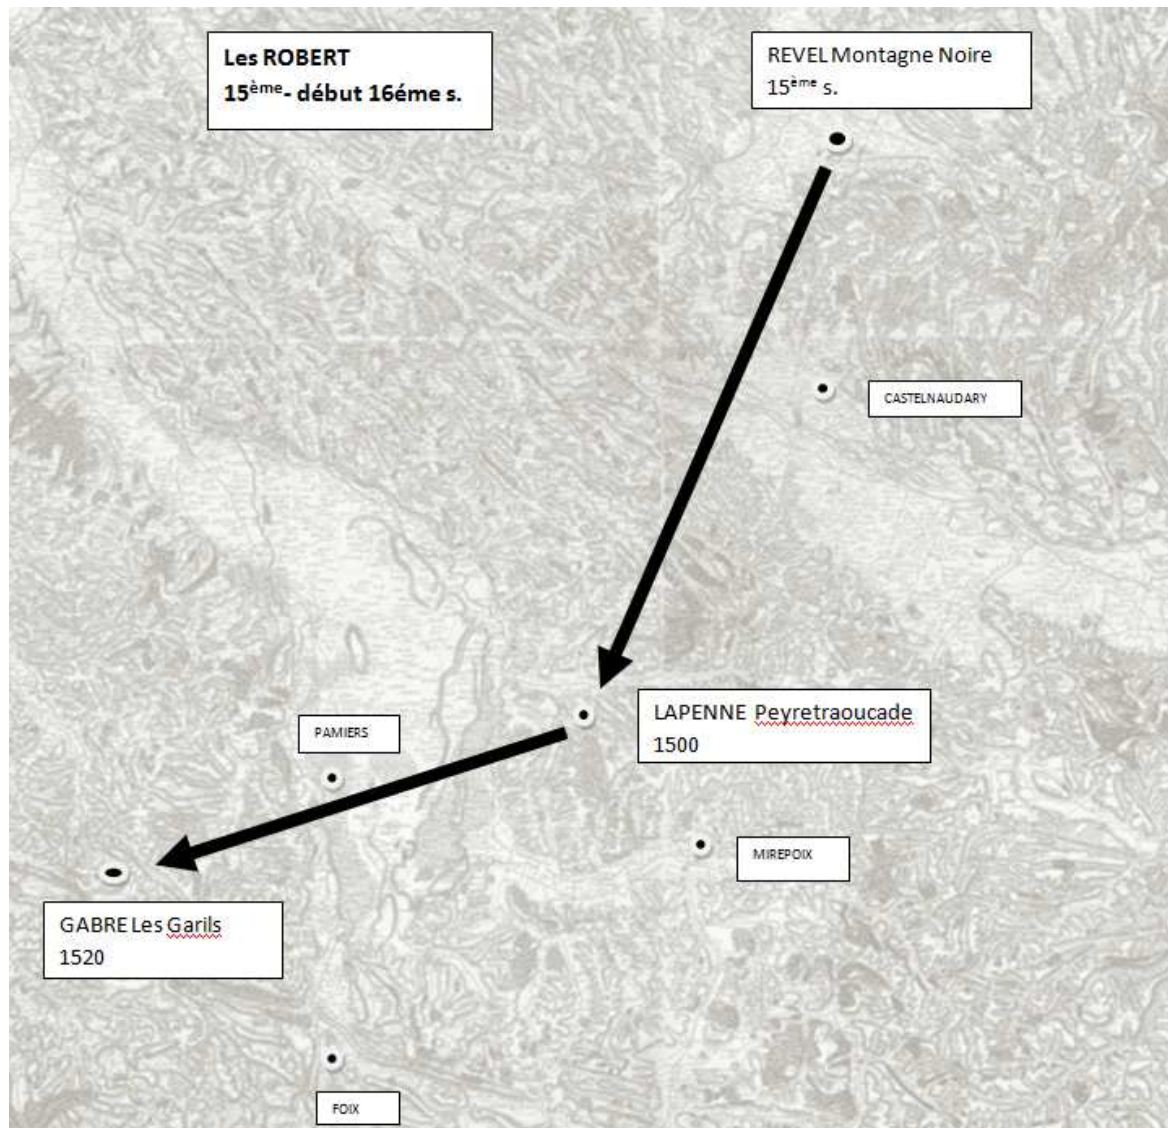 Les ROBERT
15ème- début 16éme s.
REVEL Montagne Noire
15ème s.
CASTELNAUDARY
LAPENNE Peyretraoucade
1500
PAMIERS
MIREPOIX
GABRE Les Garils
1520
FOIX